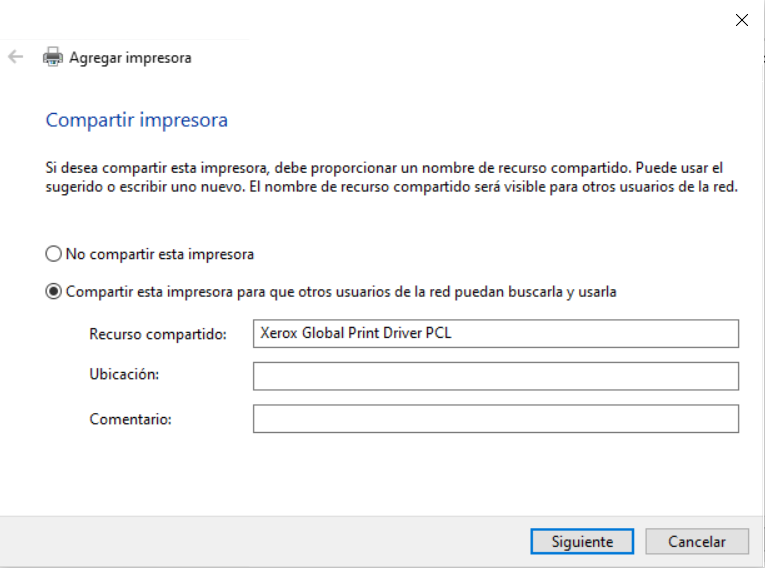 Agregar impresora
Compartir impresora
Si desea compartir esta impresora, debe proporcionar un nombre de recurso compartido. Puede usar el
sugerido o escribir uno nuevo. El nombre de recurso compartido será visible para otros usuarios de la red.
No compartir esta impresora
Compartir esta impresora para que otros usuarios de la red puedan buscarla y usarla
Recurso compartido: Xerox Global Print Driver PCL
Ubicación:
Comentario:
Siguiente Cancelar